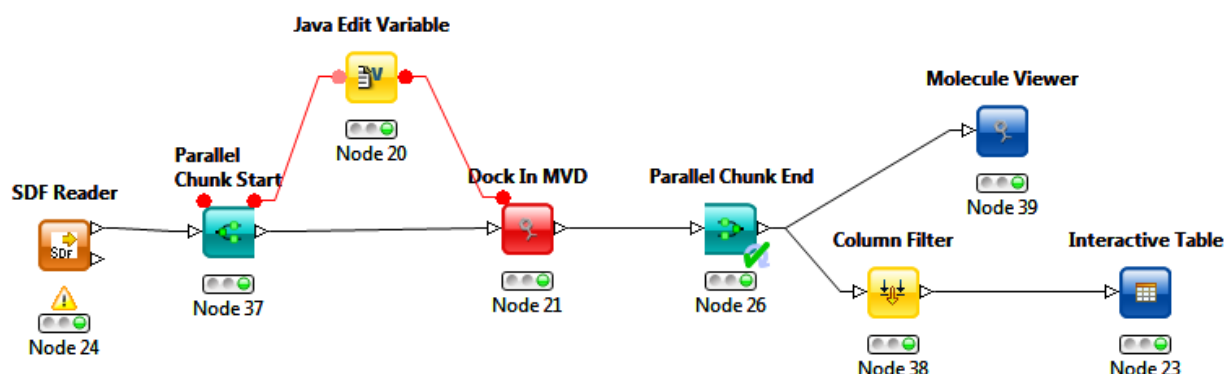 Java Edit Variable
V
Node 20
Molecule Viewer
Node 39
Parallel
Chunk Start
Node 37
SDF Reader
SDF
Node 24
Dock In MVD
Node 21
Parallel Chunk End
Node 26
Column Filter
Node 38
Interactive Table
Node 23